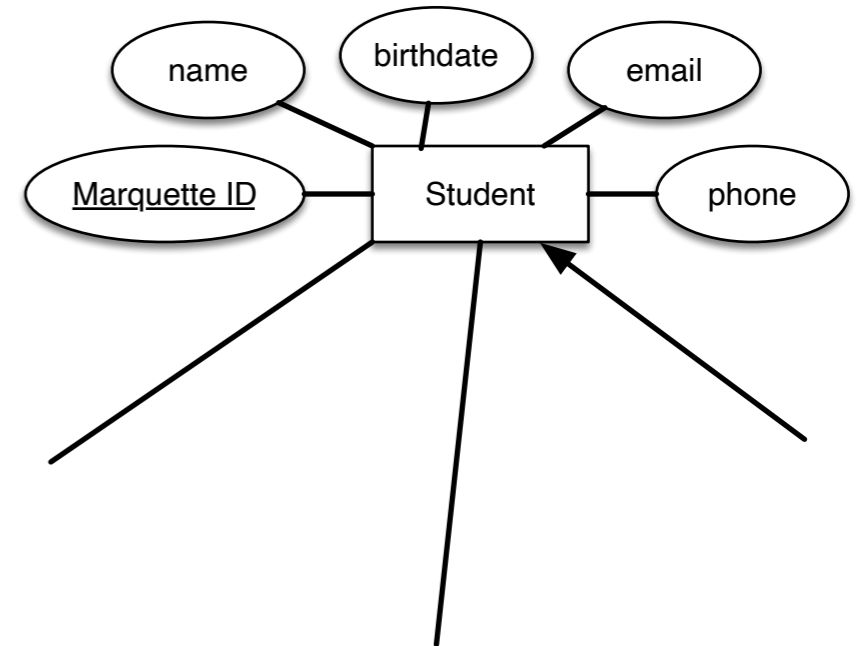 name
birthdate
email
Marquette ID
Student
phone